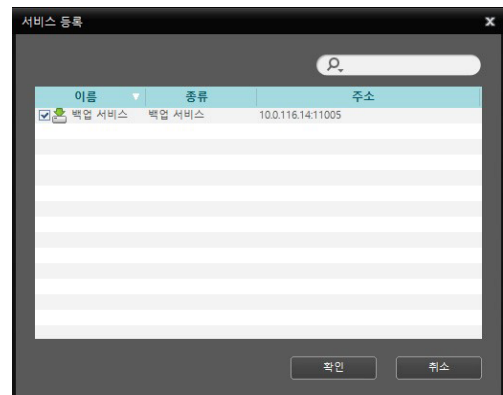 서비스 등록
이름 종류 주소
백업 서비스 백업 서비스 10.0.116.14:11005
확인 취소